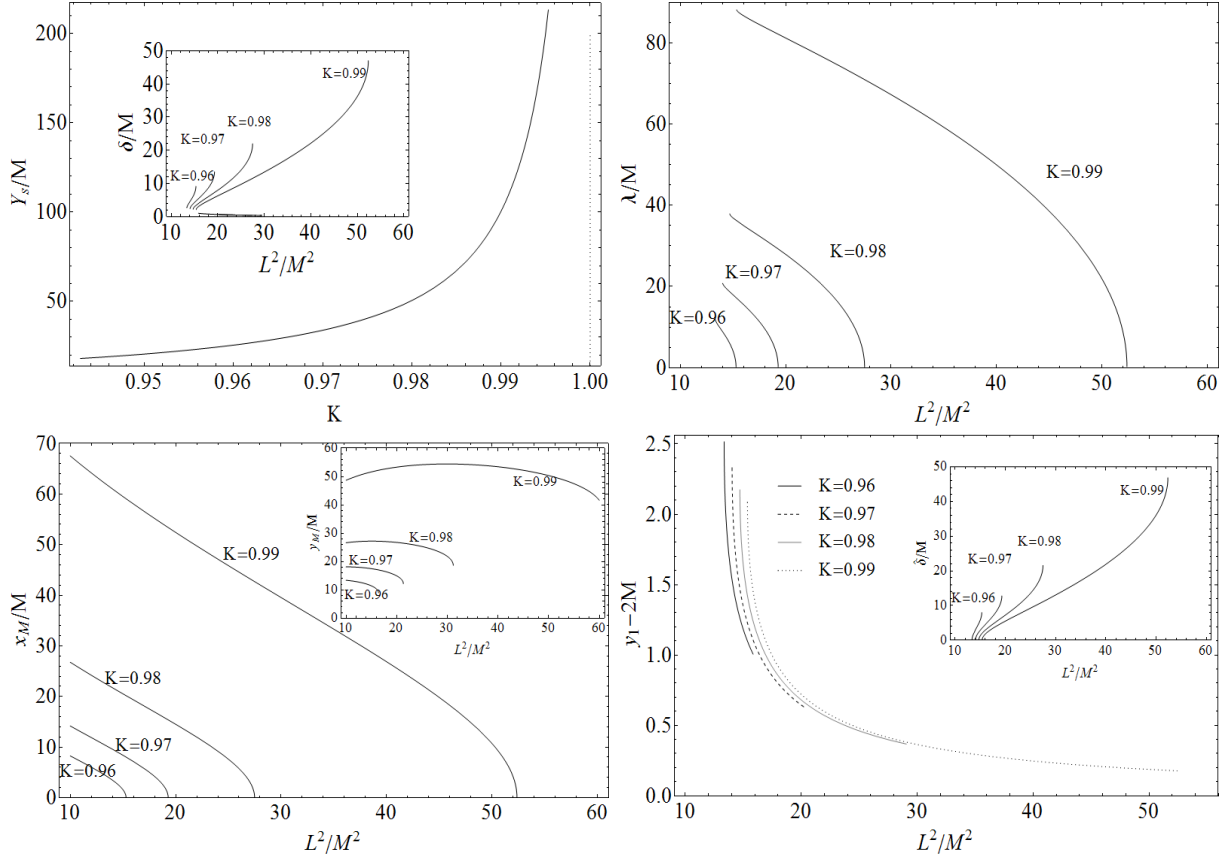 200
150
100
50
Y_s/M
0.95 0.96 0.97 0.98 0.99 1.00
K
50
40
30
20
10
0
δ/M
K=0.99
K=0.98
K=0.97
K=0.96
10 20 30 40 50 60
L²/M²
80
60
40
20
0
λ/M
K=0.99
K=0.98
K=0.97
K=0.96
10 20 30 40 50 60
L²/M²
70
60
50
40
30
20
10
0
x_M/M
K=0.99
K=0.98
K=0.97
K=0.96
10 20 30 40 50 60
L²/M²
60
50
40
30
20
10
0
y_M/M
K=0.99
K=0.98
K=0.97
K=0.96
10 20 30 40 50 60
L²/M²
2.5
2.0
1.5
1.0
0.5
0.0
y₁−2M
K=0.96
K=0.97
K=0.98
K=0.99
10 20 30 40 50
L²/M²
50
40
30
20
10
0
δ̂/M
K=0.99
K=0.98
K=0.97
K=0.96
10 20 30 40 50 60
L²/M²